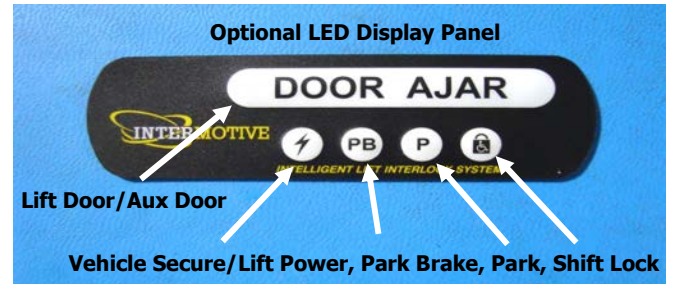 Optional LED Display Panel
DOOR AJAR
INTERMOTIVE
PB P
INTELLIGENT LIFT INTERLOCK SYSTEM
Lift Door/Aux Door
Vehicle Secure/Lift Power, Park Brake, Park, Shift Lock